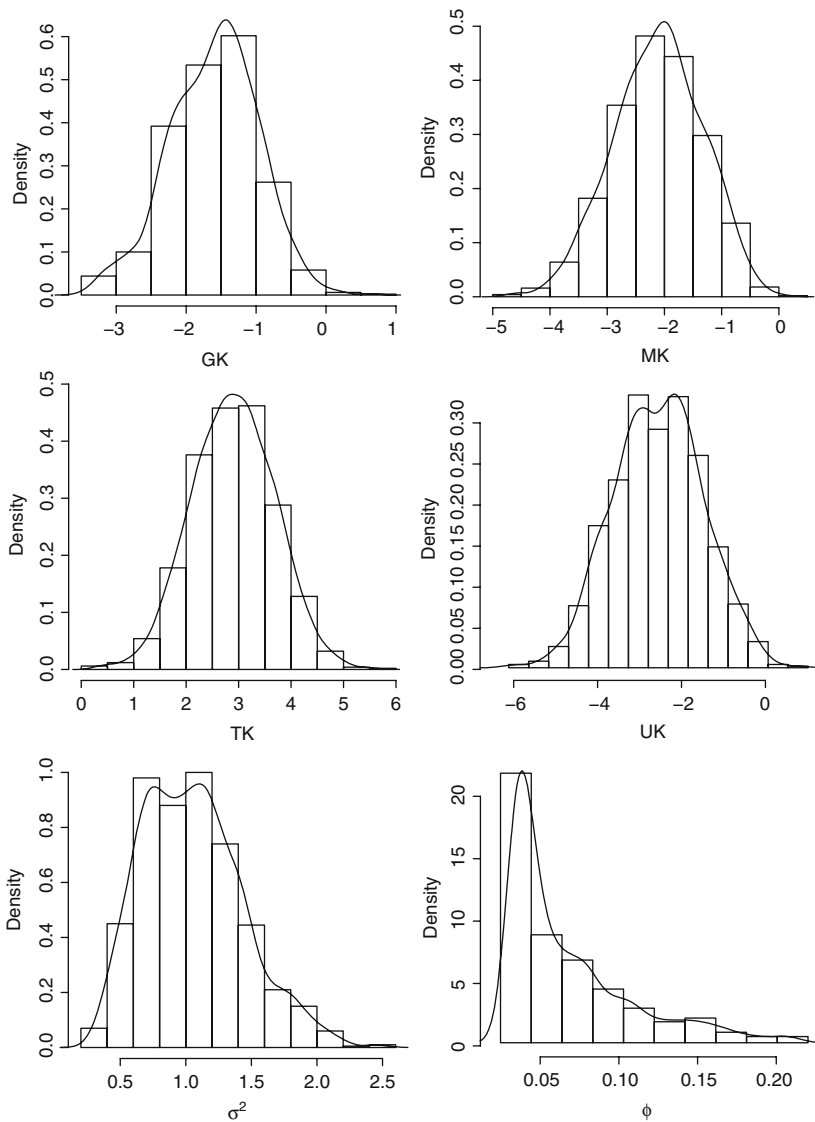 Density
0.0 0.1 0.2 0.3 0.4 0.5 0.6
−3 −2 −1 0 1
GK
Density
0.0 0.1 0.2 0.3 0.4 0.5
−5 −4 −3 −2 −1 0
MK
Density
0.0 0.1 0.2 0.3 0.4 0.5
0 1 2 3 4 5 6
TK
Density
0.00 0.05 0.10 0.15 0.20 0.25 0.30
−6 −4 −2 0
UK
Density
0.0 0.2 0.4 0.6 0.8 1.0
0.5 1.0 1.5 2.0 2.5
σ²
Density
0 5 10 15 20
0.05 0.10 0.15 0.20
ϕ